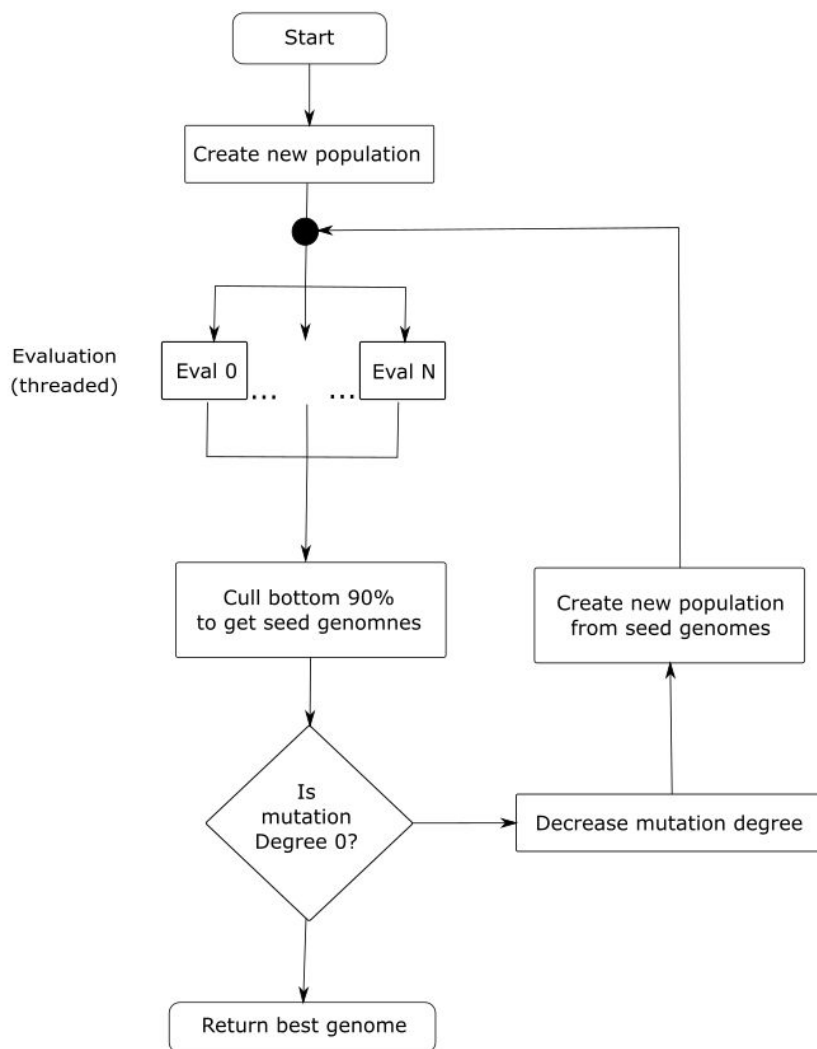 Start
Create new population
Evaluation
(threaded)
Eval 0
...
...
Eval N
Cull bottom 90%
to get seed genomnes
Create new population
from seed genomes
Is
mutation
Degree 0?
Decrease mutation degree
Return best genome